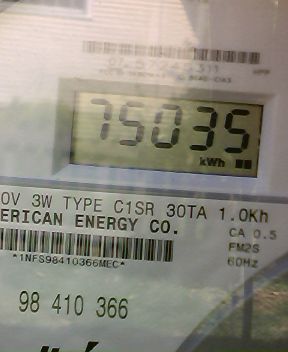 75035
kWh
0V 3W TYPE C1SR 30TA 1.0Kh
ERICAN ENERGY CO.
CA 0.5
FM2S
60Hz
*1NFS98410366MEC*
98 410 366